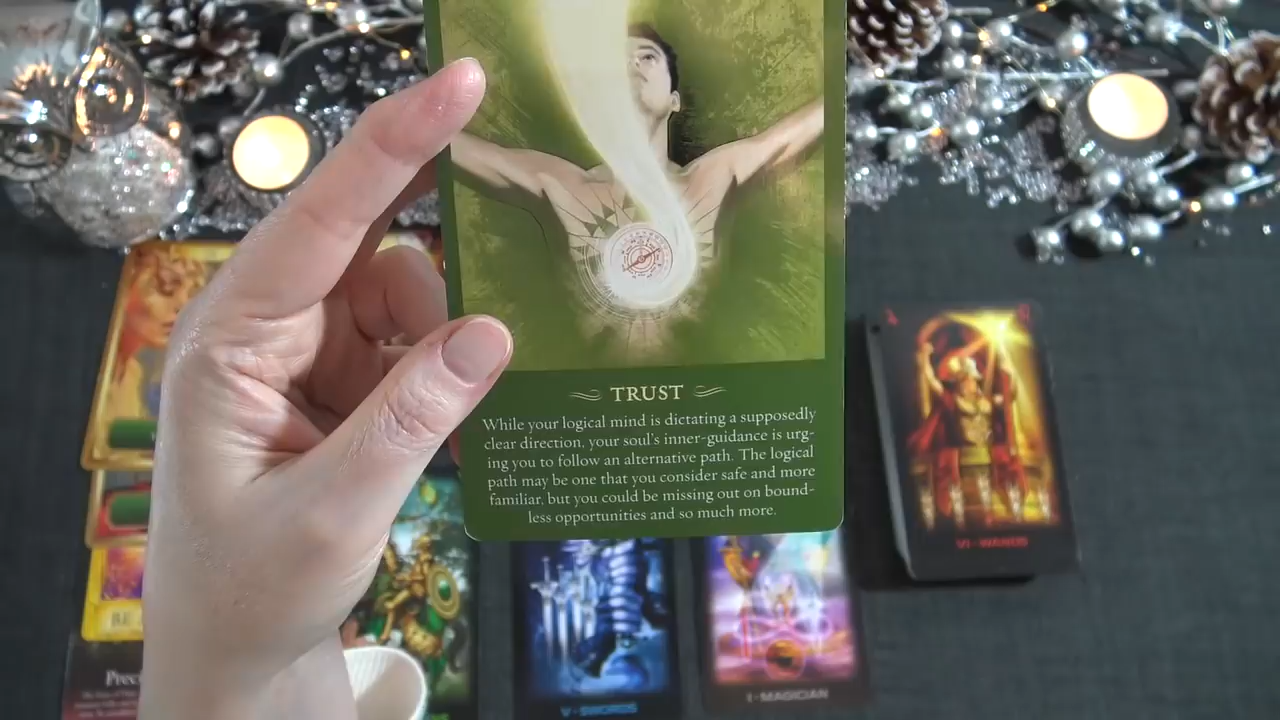 TRUST
While your logical mind is dictating a supposedly
clear direction, your soul's inner-guidance is urg-
ing you to follow an alternative path. The logical
path may be one that you consider safe and more
familiar, but you could be missing out on bound-
less opportunities and so much more.
VI - WANDS
BE
V - SWORDS
I - MAGICIAN